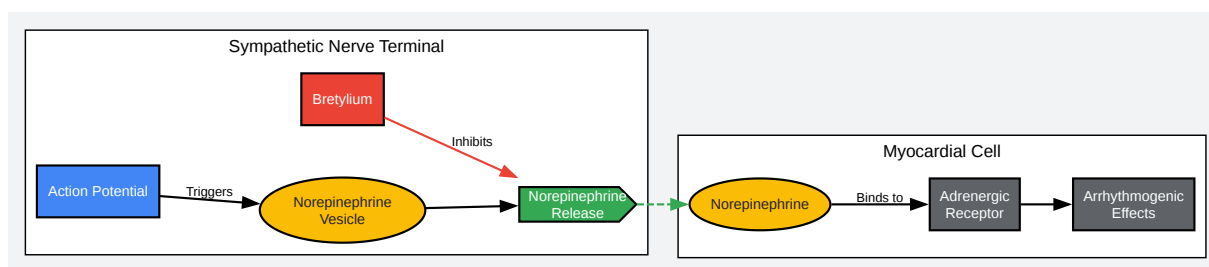 Sympathetic Nerve Terminal
Bretylium
Inhibits
Action Potential
Triggers
Norepinephrine
Vesicle
Norepinephrine
Release
Myocardial Cell
Norepinephrine
Binds to
Adrenergic
Receptor
Arrhythmogenic
Effects